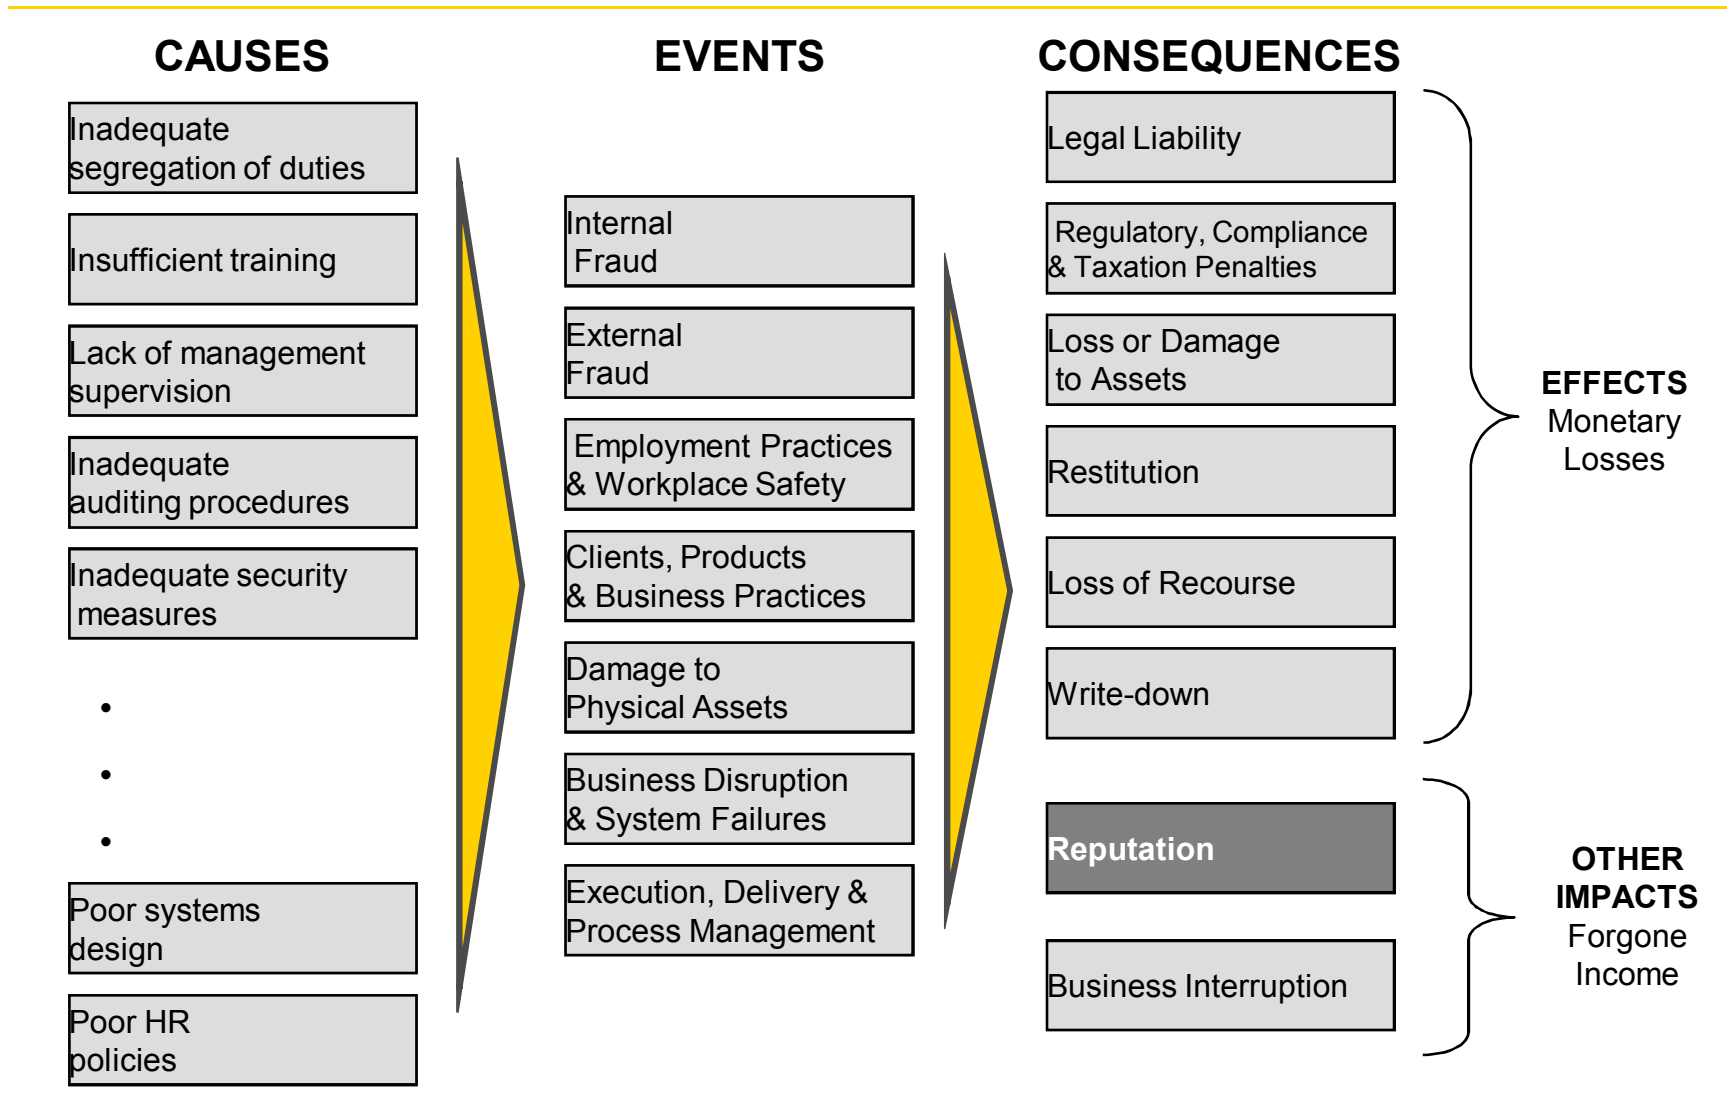 CAUSES
Inadequate
segregation of duties
Insufficient training
Lack of management
supervision
Inadequate
auditing procedures
Inadequate security
measures
•
•
•
Poor systems
design
Poor HR
policies
EVENTS
Internal
Fraud
External
Fraud
Employment Practices
& Workplace Safety
Clients, Products
& Business Practices
Damage to
Physical Assets
Business Disruption
& System Failures
Execution, Delivery &
Process Management
CONSEQUENCES
Legal Liability
Regulatory, Compliance
& Taxation Penalties
Loss or Damage
to Assets
Restitution
Loss of Recourse
Write-down
Reputation
Business Interruption
EFFECTS
Monetary
Losses
OTHER
IMPACTS
Forgone
Income